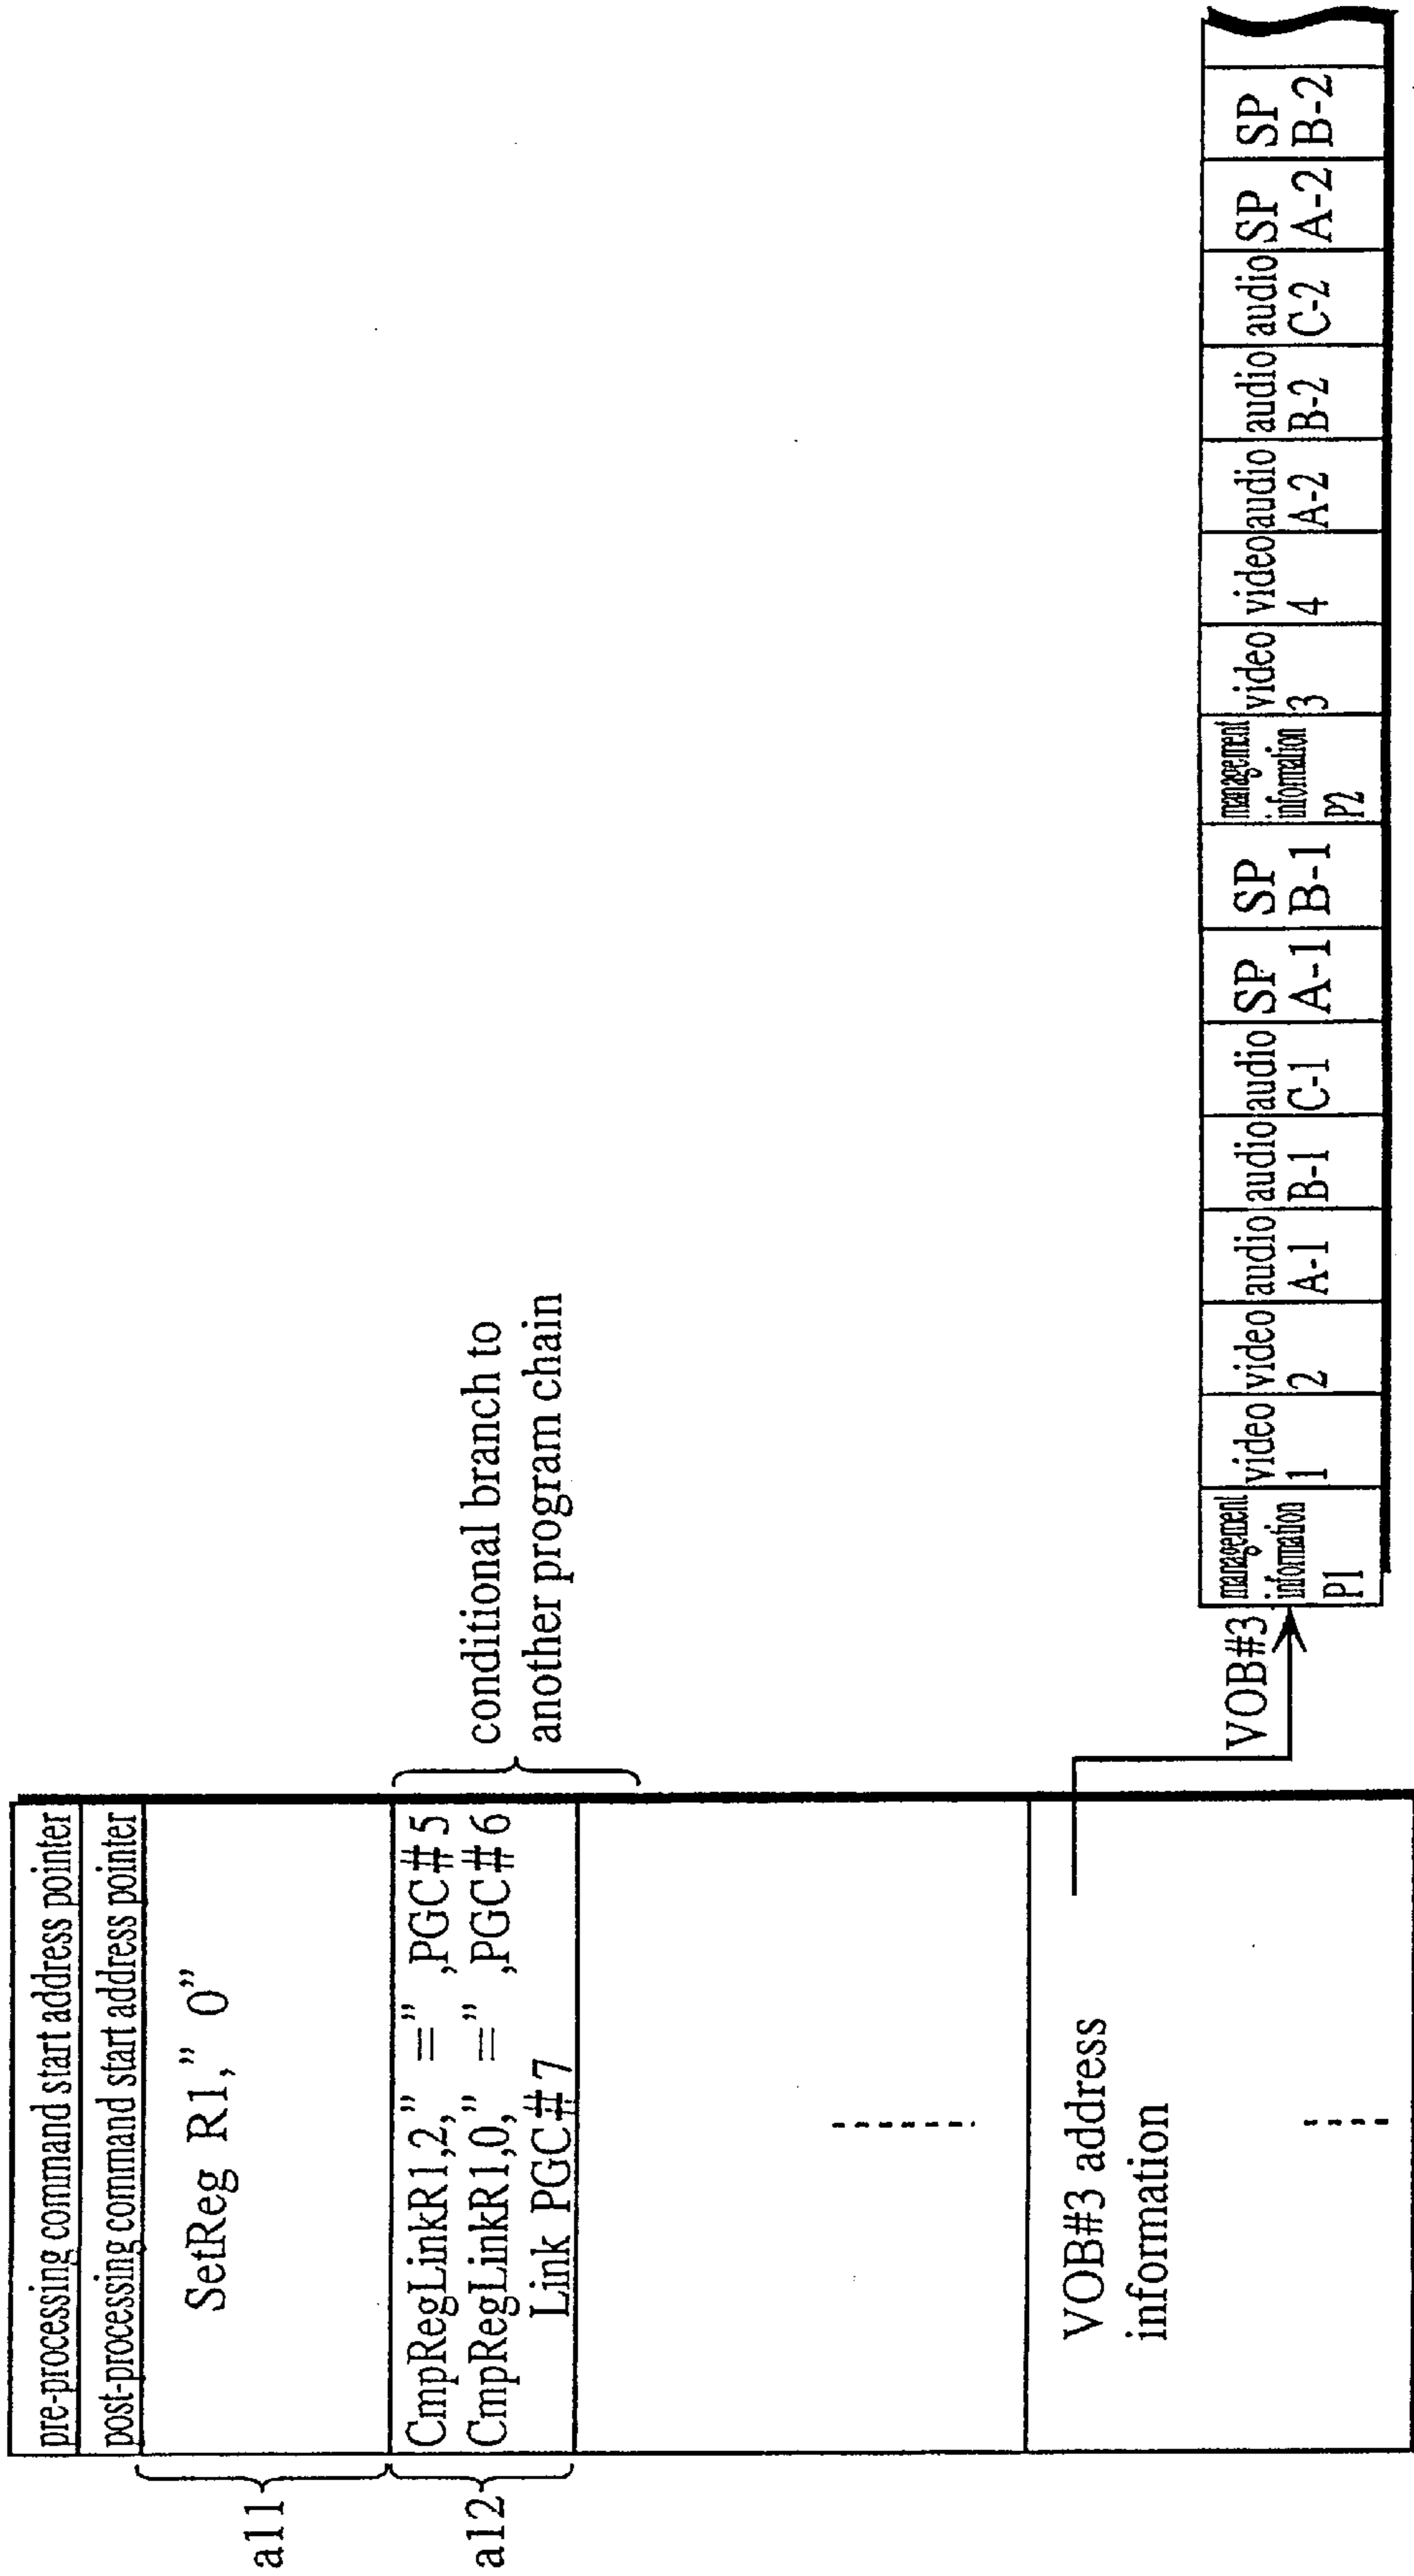 pre-processing command start address pointer
post-processing command start address pointer
a11
SetReg R1," 0"
a12
CmpRegLinkR1,2," =" ,PGC#5
CmpRegLinkR1,0," =" ,PGC#6
Link PGC#7
conditional branch to
another program chain
VOB#3 address
information
VOB#3
management
information
P1
video
1
video
2
audio
A-1
audio
B-1
audio
C-1
SP
A-1
SP
B-1
management
information
P2
video
3
video
4
audio
A-2
audio
B-2
audio
C-2
SP
A-2
SP
B-2